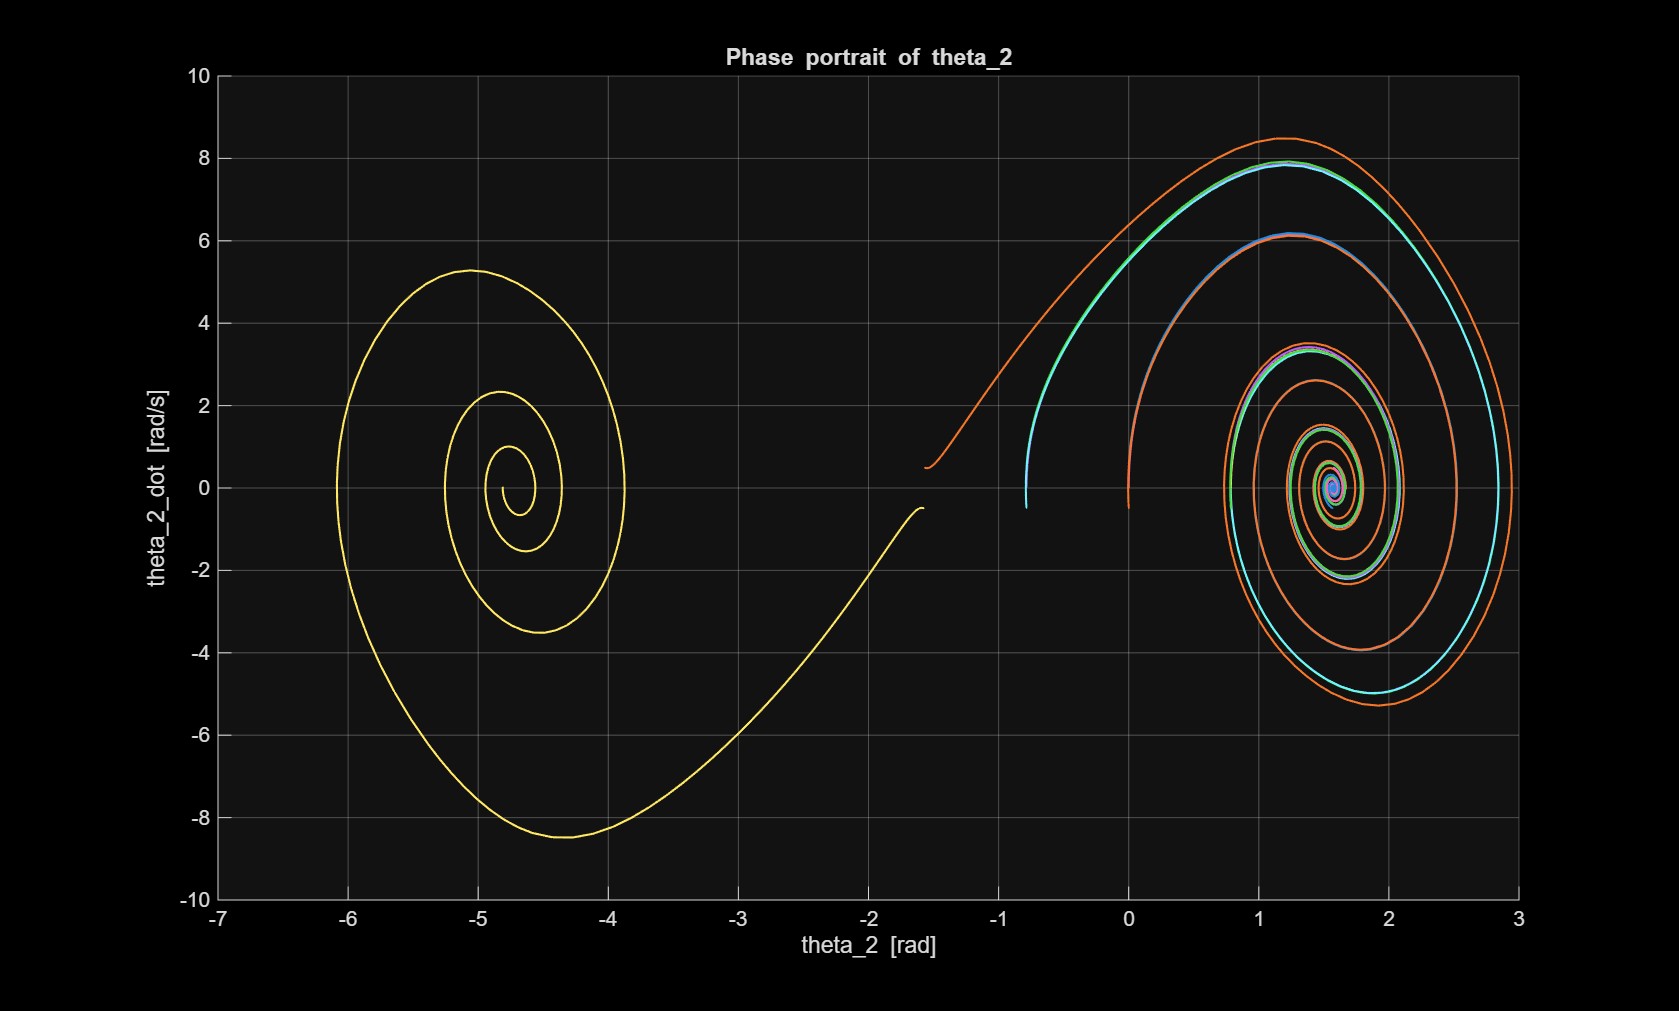 Phase portrait of theta_2
10
8
6
4
2
0
-2
-4
-6
-8
-10
theta_2_dot [rad/s]
-7 -6 -5 -4 -3 -2 -1 0 1 2 3
theta_2 [rad]